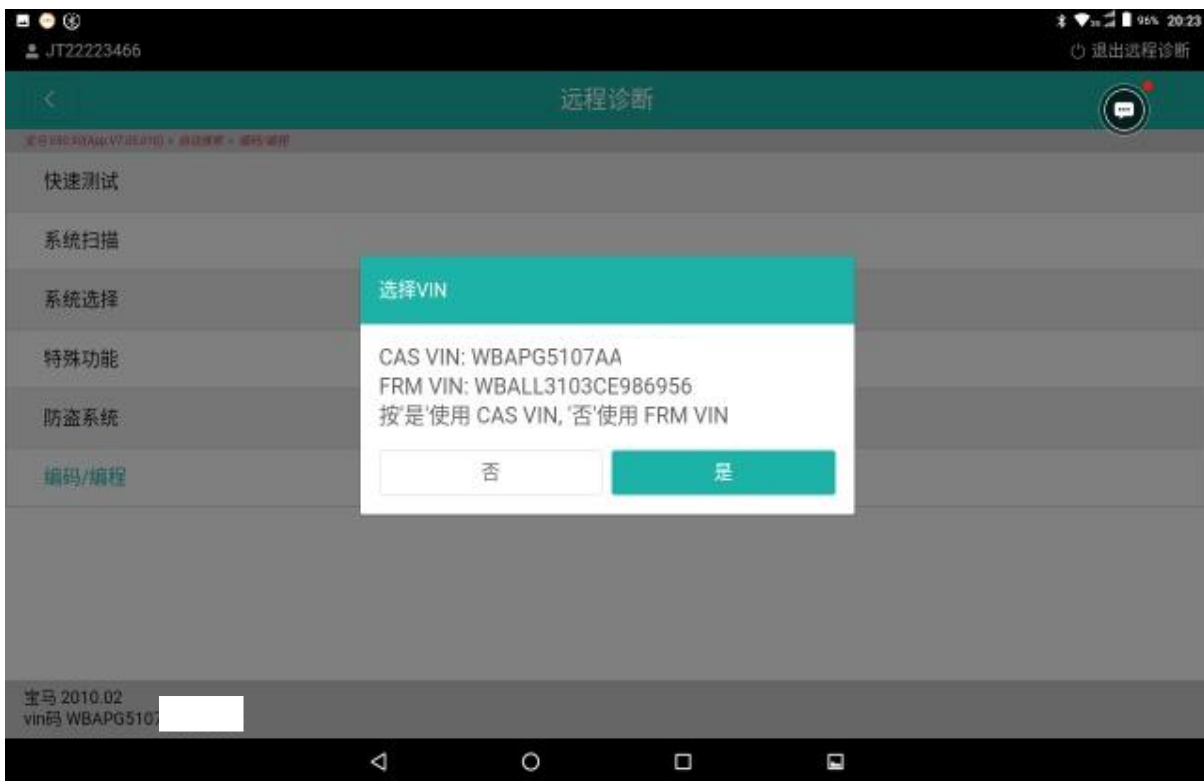 96% 20:23
JT22223466
退出远程诊断
远程诊断
快速测试
系统扫描
系统选择
特殊功能
防盗系统
编码/编程
选择VIN
CAS VIN: WBAPG5107AA
FRM VIN: WBALL3103CE986956
按'是'使用 CAS VIN, '否'使用 FRM VIN
否
是
宝马 2010.02
vin码 WBAPG5107